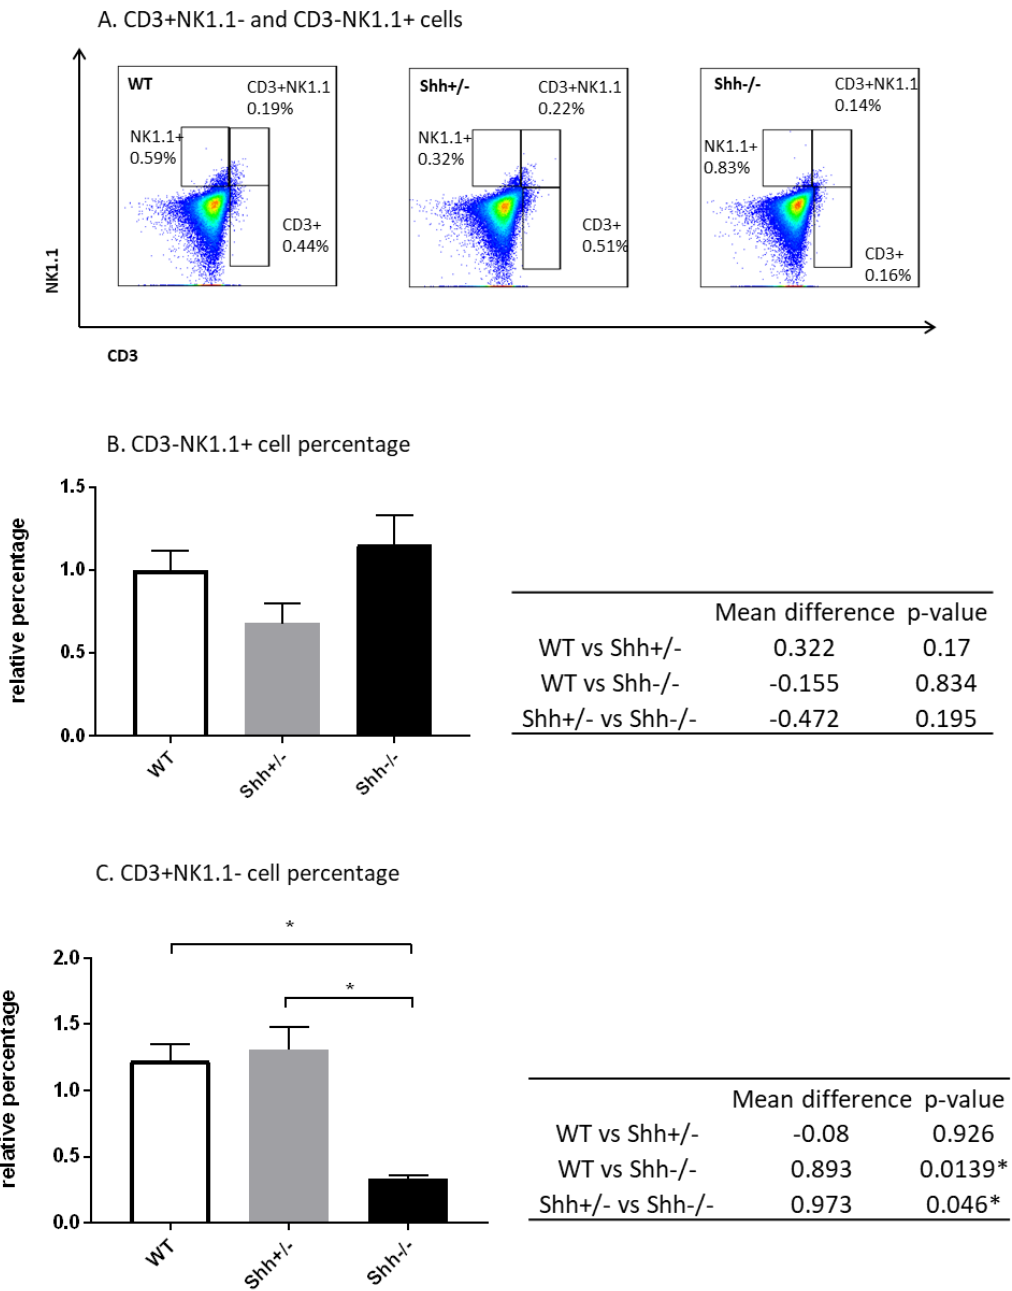 A. CD3+NK1.1- and CD3-NK1.1+ cells
WT
CD3+NK1.1
0.19%
NK1.1+
0.59%
CD3+
0.44%
Shh+/-
CD3+NK1.1
0.22%
NK1.1+
0.32%
CD3+
0.51%
Shh-/-
CD3+NK1.1
0.14%
NK1.1+
0.83%
CD3+
0.16%
NK1.1
CD3
B. CD3-NK1.1+ cell percentage
relative percentage
1.5
1.0
0.5
0.0
WT
Shh+/-
Shh-/-
Mean difference p-value
WT vs Shh+/- 0.322 0.17
WT vs Shh-/- -0.155 0.834
Shh+/- vs Shh-/- -0.472 0.195
C. CD3+NK1.1- cell percentage
relative percentage
*
*
2.0
1.5
1.0
0.5
0.0
WT
Shh+/-
Shh-/-
Mean difference p-value
WT vs Shh+/- -0.08 0.926
WT vs Shh-/- 0.893 0.0139*
Shh+/- vs Shh-/- 0.973 0.046*